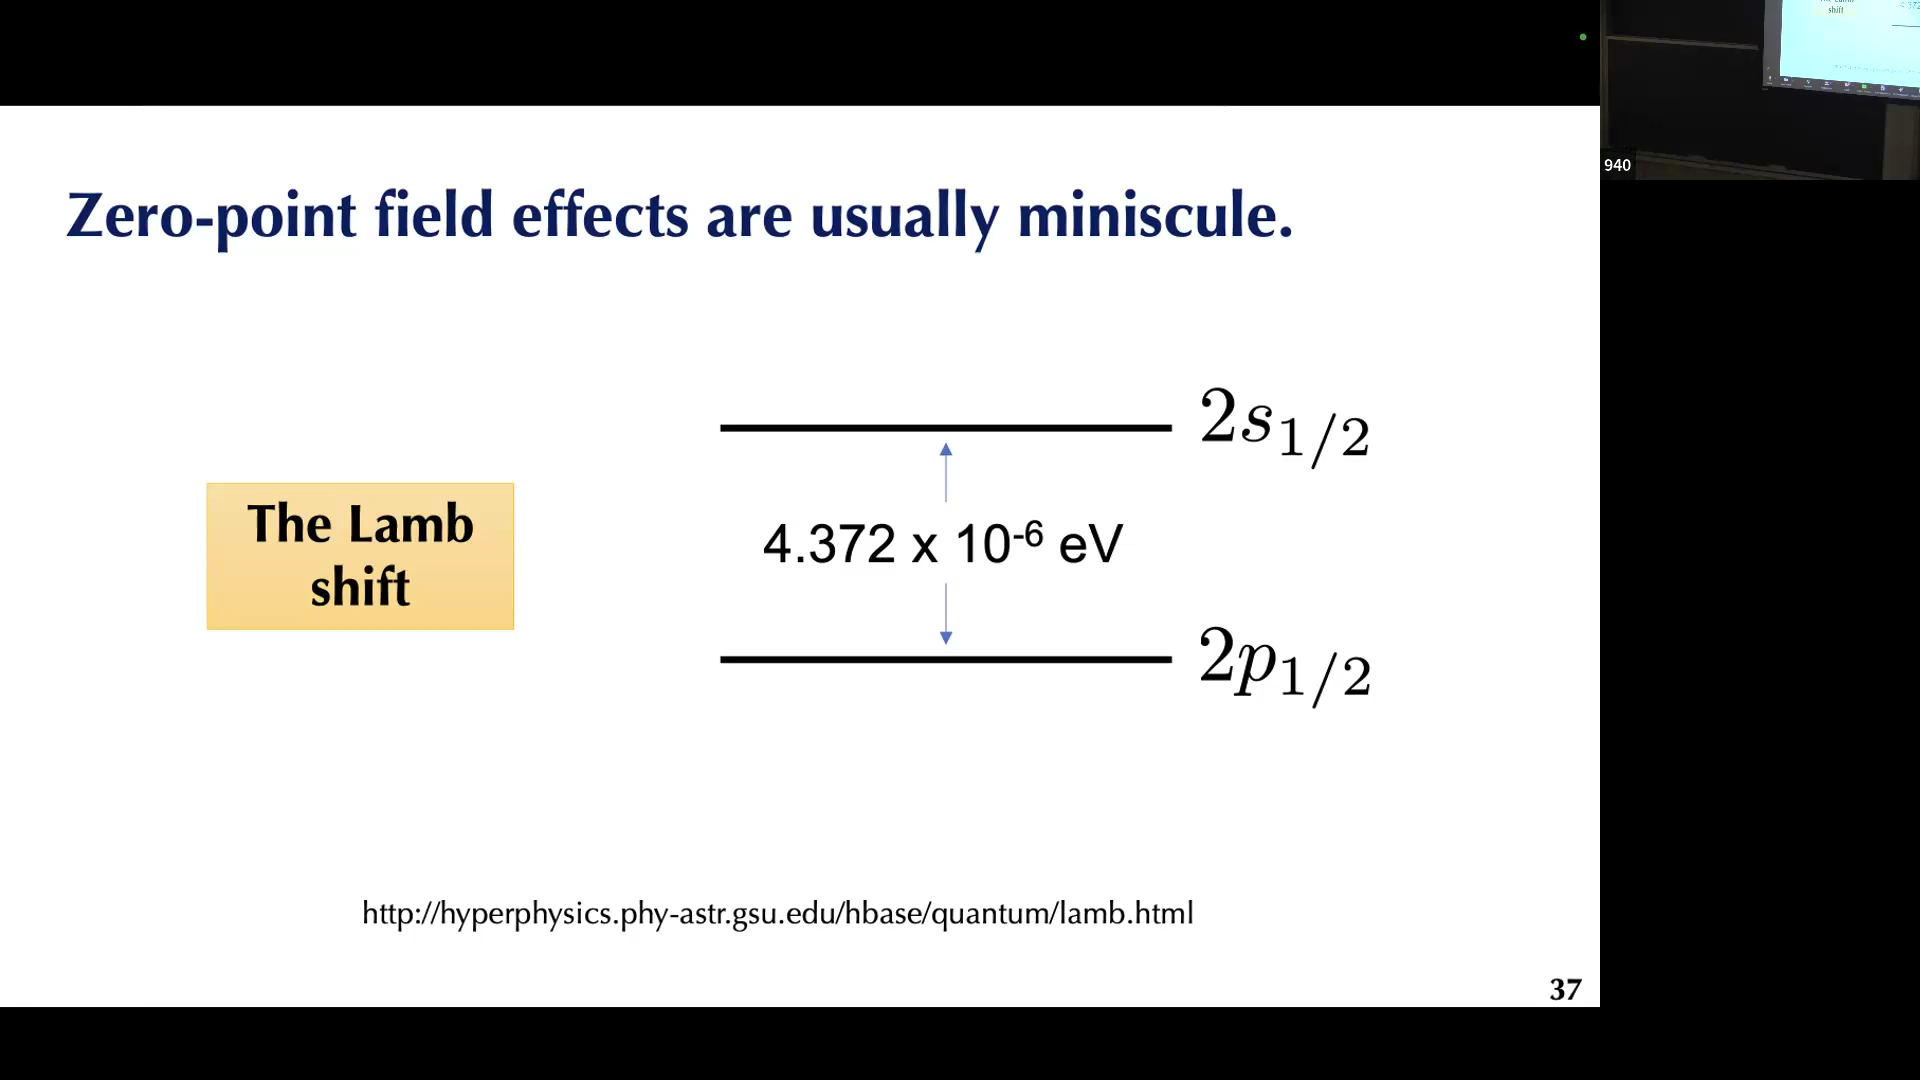 Zero-point field effects are usually miniscule.
2s1/2
The Lamb
shift
4.372 x 10-6 eV
2p1/2
http://hyperphysics.phy-astr.gsu.edu/hbase/quantum/lamb.html
37
shift
940